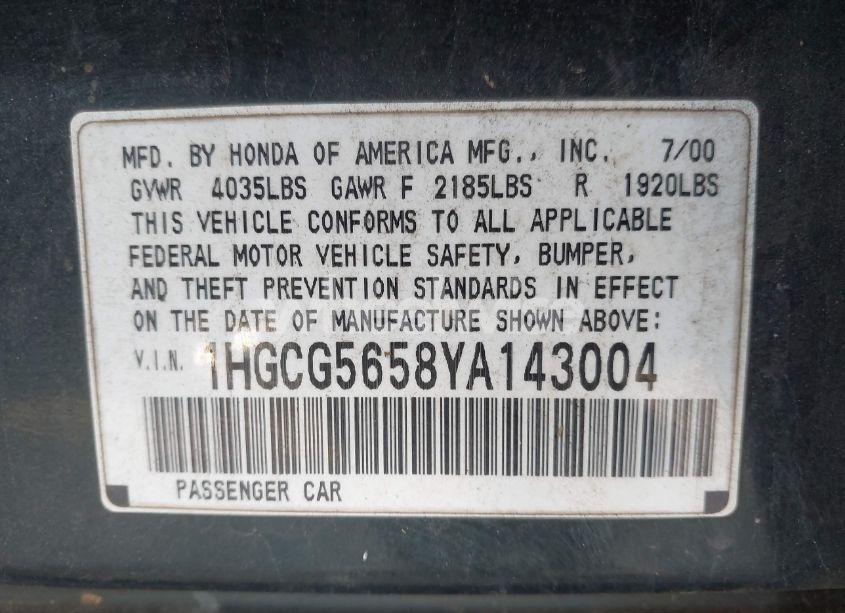 MFD. BY HONDA OF AMERICA MFG., INC. 7/00
GVWR 4035LBS GAWR F 2185LBS R 1920LBS
THIS VEHICLE CONFORMS TO ALL APPLICABLE
FEDERAL MOTOR VEHICLE SAFETY, BUMPER,
AND THEFT PREVENTION STANDARDS IN EFFECT
ON THE DATE OF MANUFACTURE SHOWN ABOVE:
V.I.N. 1HGCG5658YA143004
PASSENGER CAR